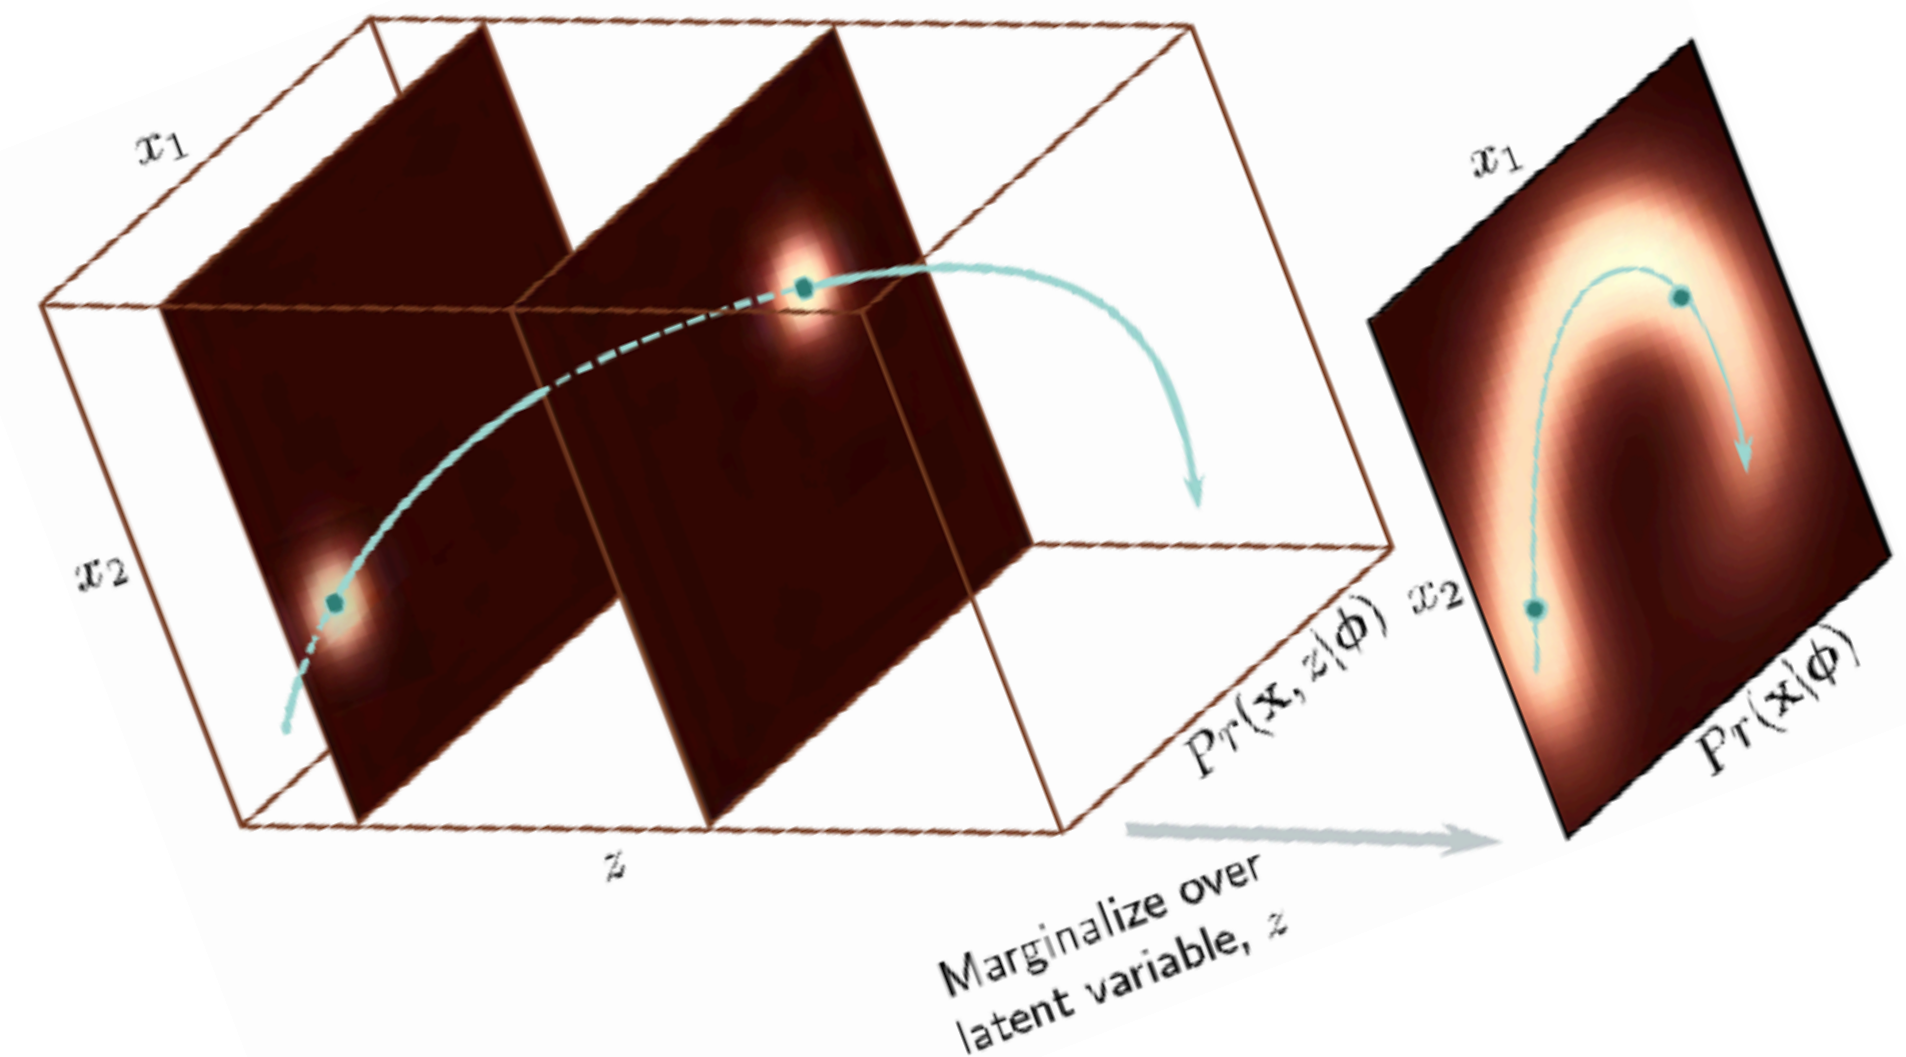 x₁
x₂
z
Pr(𝐱, z|𝛟)
Marginalize over
latent variable, z
x₁
x₂
Pr(𝐱|𝛟)